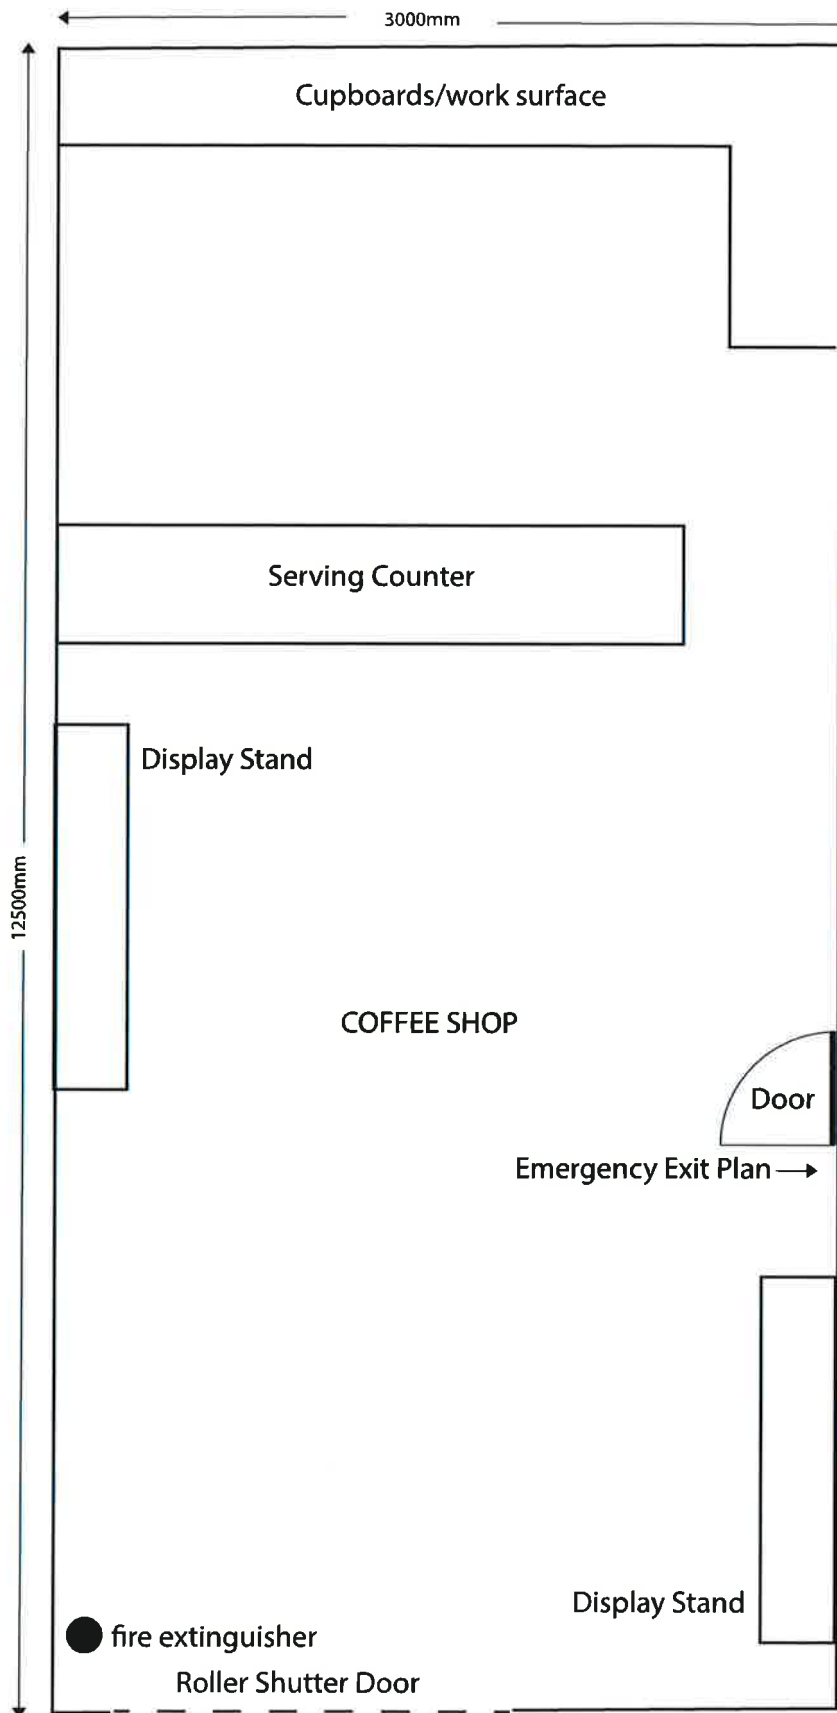 3000mm
Cupboards/work surface
Serving Counter
Display Stand
12500mm
COFFEE SHOP
Door
Emergency Exit Plan
Display Stand
fire extinguisher
Roller Shutter Door